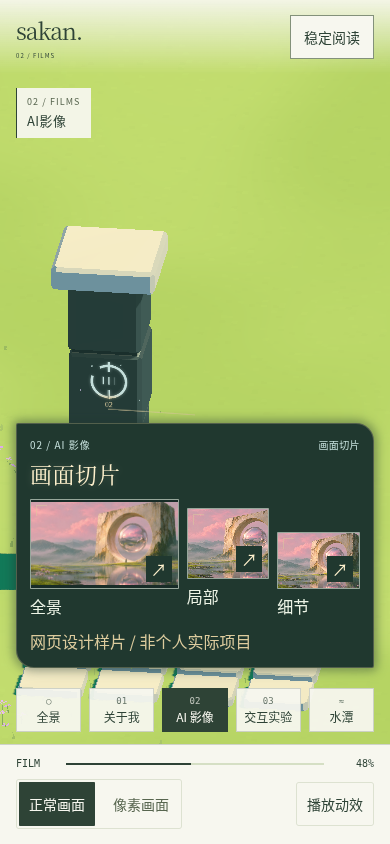 sakan.
02 / FILMS
稳定阅读
02 / FILMS
AI影像
02
02 / AI 影像
画面切片
画面切片
全景
局部
细节
网页设计样片 / 非个人实际项目
全景
01
关于我
02
AI 影像
03
交互实验
≈
水潭
FILM
48%
正常画面
像素画面
播放动效